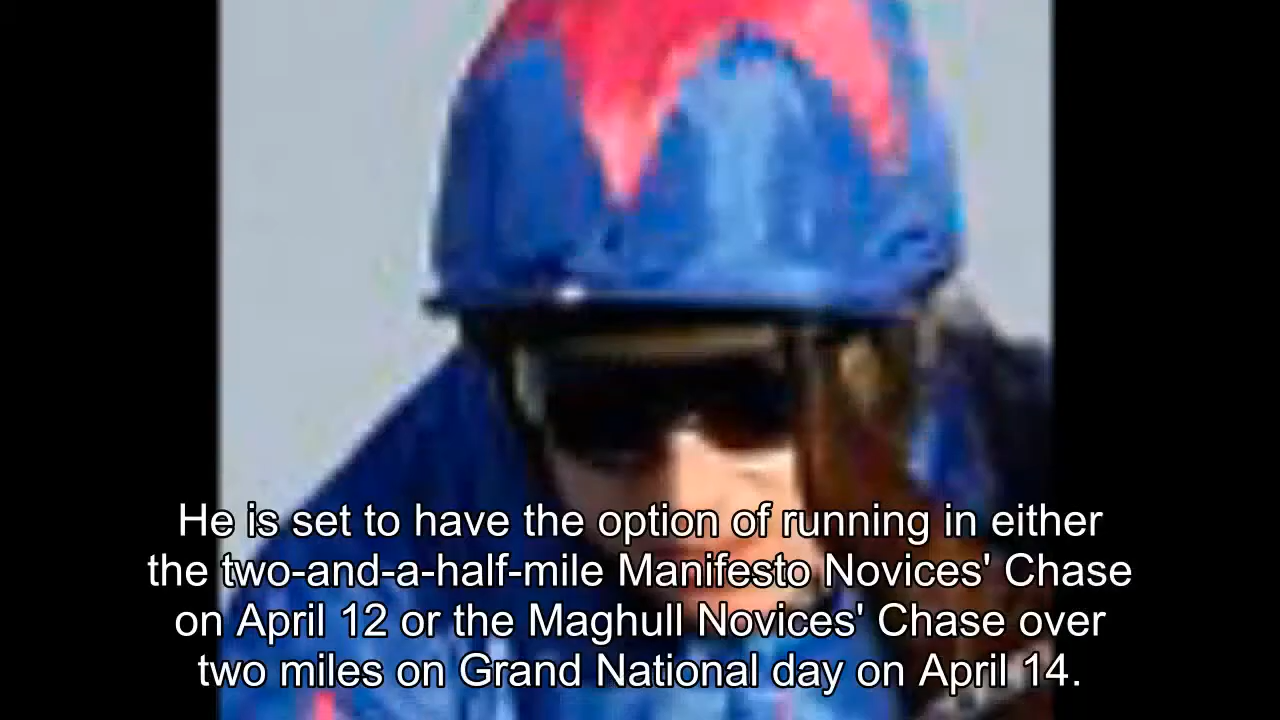 He is set to have the option of running in either
the two-and-a-half-mile Manifesto Novices' Chase
on April 12 or the Maghull Novices' Chase over
two miles on Grand National day on April 14.